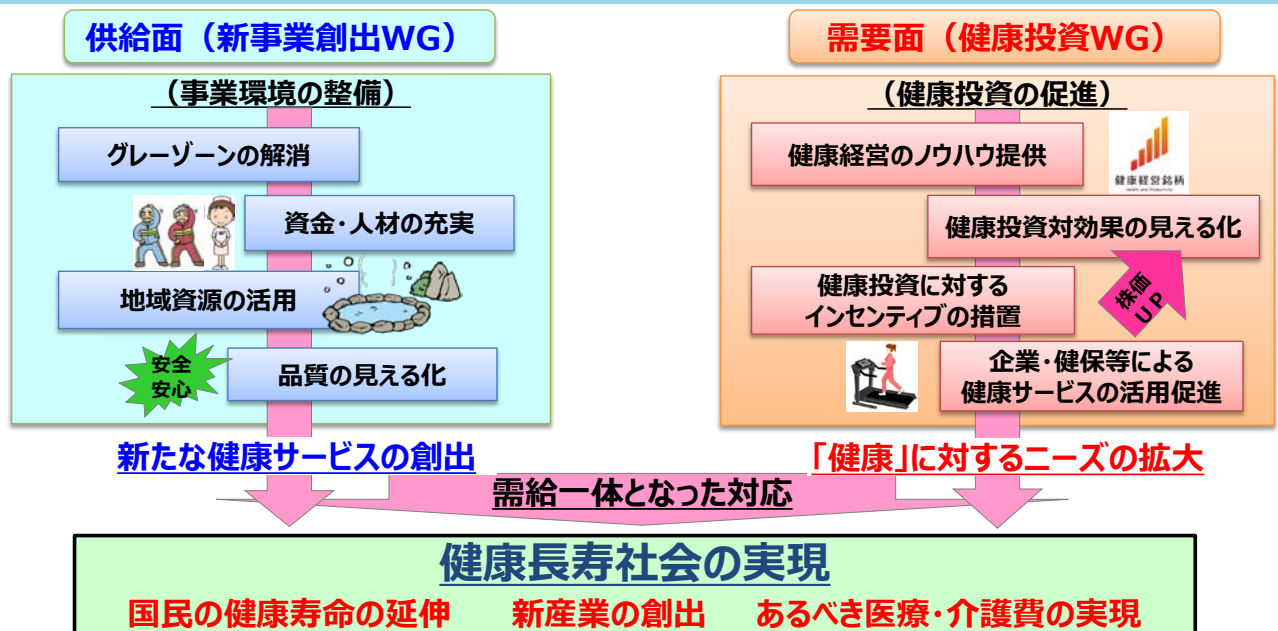 供給面（新事業創出WG）
（事業環境の整備）
グレーゾーンの解消
資金・人材の充実
地域資源の活用
安全
安心
品質の見える化
新たな健康サービスの創出
需要面（健康投資WG）
（健康投資の促進）
健康経営のノウハウ提供
健康経営銘柄
Health and Productivity
健康投資対効果の見える化
健康投資に対する
インセンティブの措置
株価
UP
企業・健保等による
健康サービスの活用促進
「健康」に対するニーズの拡大
需給一体となった対応
健康長寿社会の実現
国民の健康寿命の延伸 新産業の創出 あるべき医療・介護費の実現